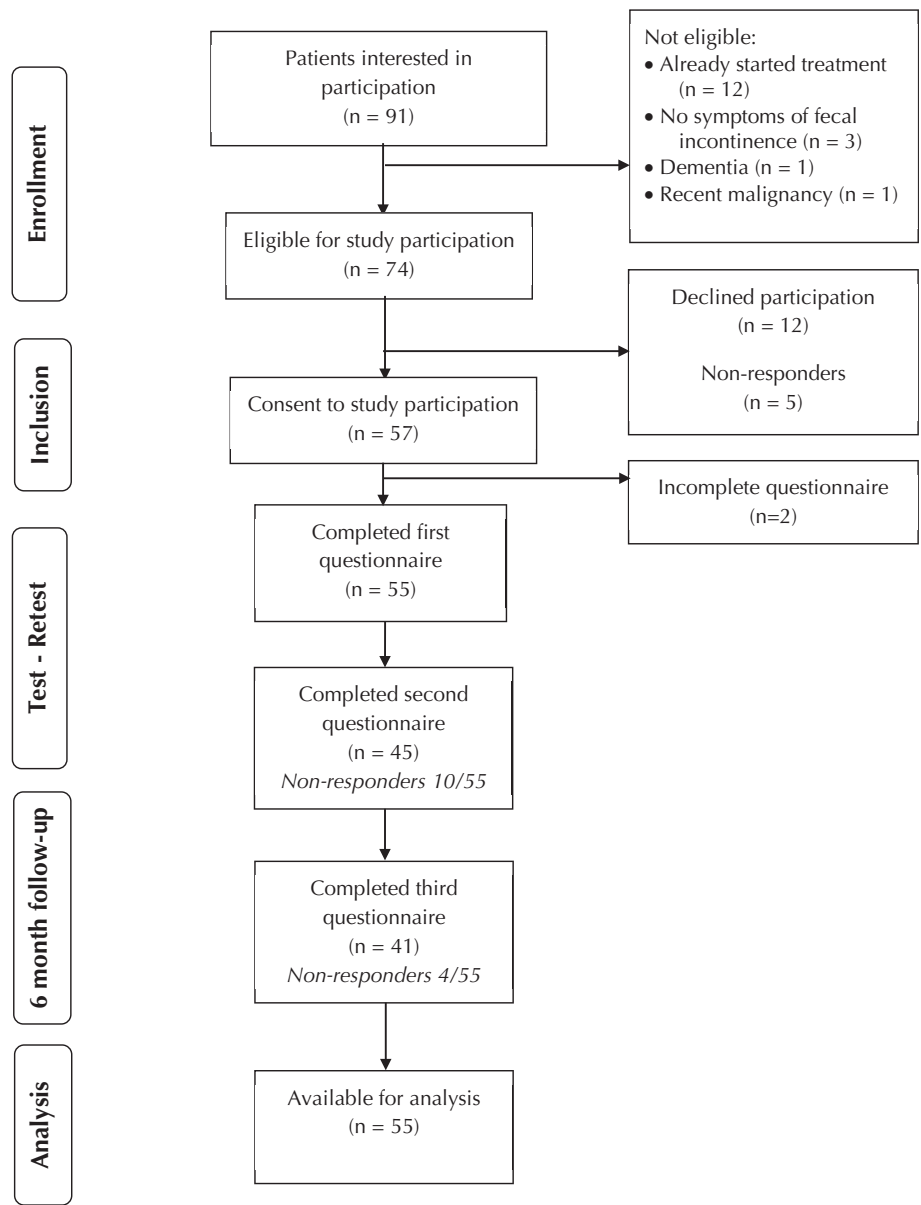 Enrollment
Patients interested in
participation
(n = 91)
Not eligible:
• Already started treatment
(n = 12)
• No symptoms of fecal
incontinence (n = 3)
• Dementia (n = 1)
• Recent malignancy (n = 1)
Eligible for study participation
(n = 74)
Declined participation
(n = 12)
Non-responders
(n = 5)
Inclusion
Consent to study participation
(n = 57)
Incomplete questionnaire
(n=2)
Test - Retest
Completed first
questionnaire
(n = 55)
Completed second
questionnaire
(n = 45)
Non-responders 10/55
6 month follow-up
Completed third
questionnaire
(n = 41)
Non-responders 4/55
Analysis
Available for analysis
(n = 55)